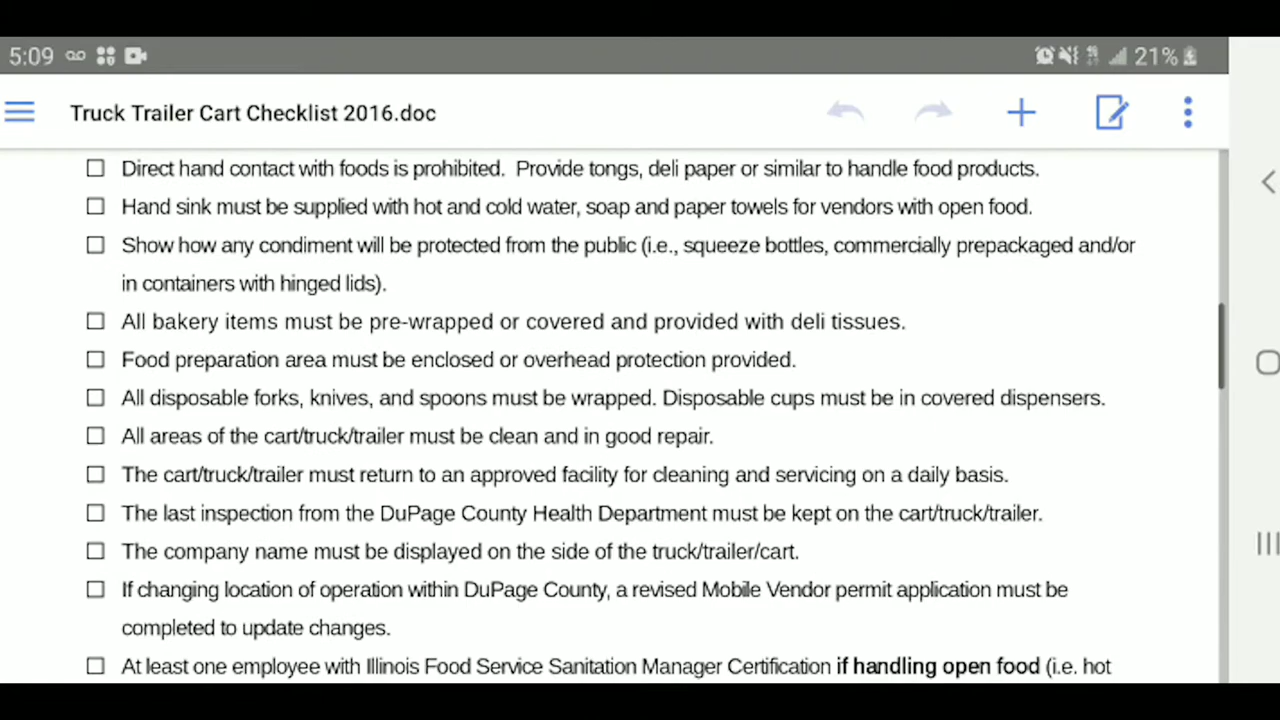 5:09
21%
Truck Trailer Cart Checklist 2016.doc
Direct hand contact with foods is prohibited.  Provide tongs, deli paper or similar to handle food products.
Hand sink must be supplied with hot and cold water, soap and paper towels for vendors with open food.
Show how any condiment will be protected from the public (i.e., squeeze bottles, commercially prepackaged and/or
in containers with hinged lids).
All bakery items must be pre-wrapped or covered and provided with deli tissues.
Food preparation area must be enclosed or overhead protection provided.
All disposable forks, knives, and spoons must be wrapped. Disposable cups must be in covered dispensers.
All areas of the cart/truck/trailer must be clean and in good repair.
The cart/truck/trailer must return to an approved facility for cleaning and servicing on a daily basis.
The last inspection from the DuPage County Health Department must be kept on the cart/truck/trailer.
The company name must be displayed on the side of the truck/trailer/cart.
If changing location of operation within DuPage County, a revised Mobile Vendor permit application must be
completed to update changes.
At least one employee with Illinois Food Service Sanitation Manager Certification if handling open food (i.e. hot